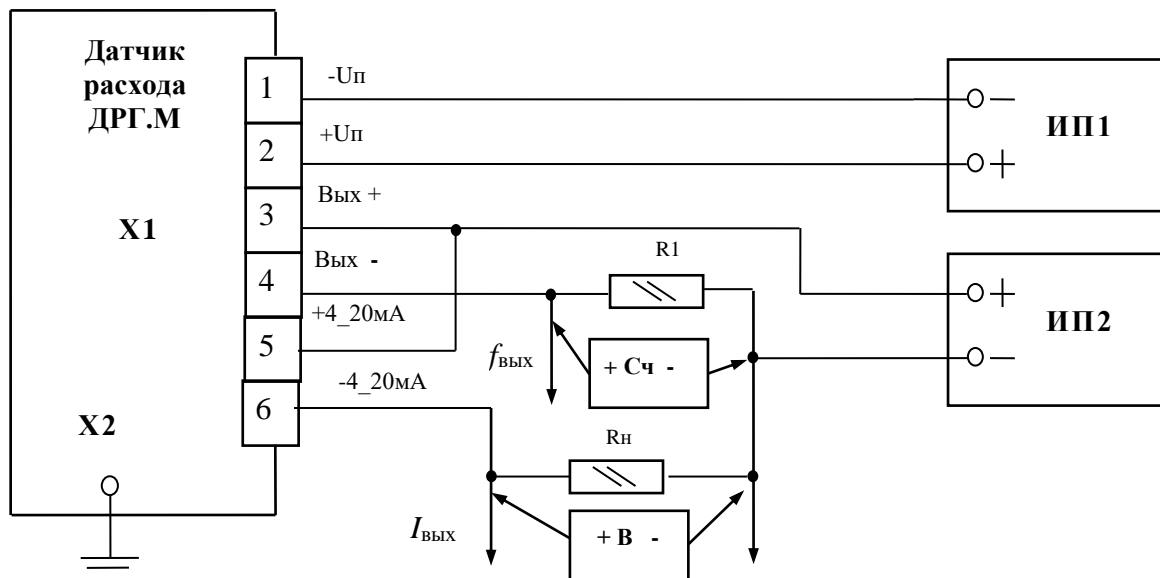 Датчик
расхода
ДРГ.М
X1
X2
1
2
3
4
5
6
-Uп
+Uп
Вых +
Вых -
+4_20мА
-4_20мА
R1
fвых
+ Сч -
Rн
Iвых
+ В -
ИП1
ИП2